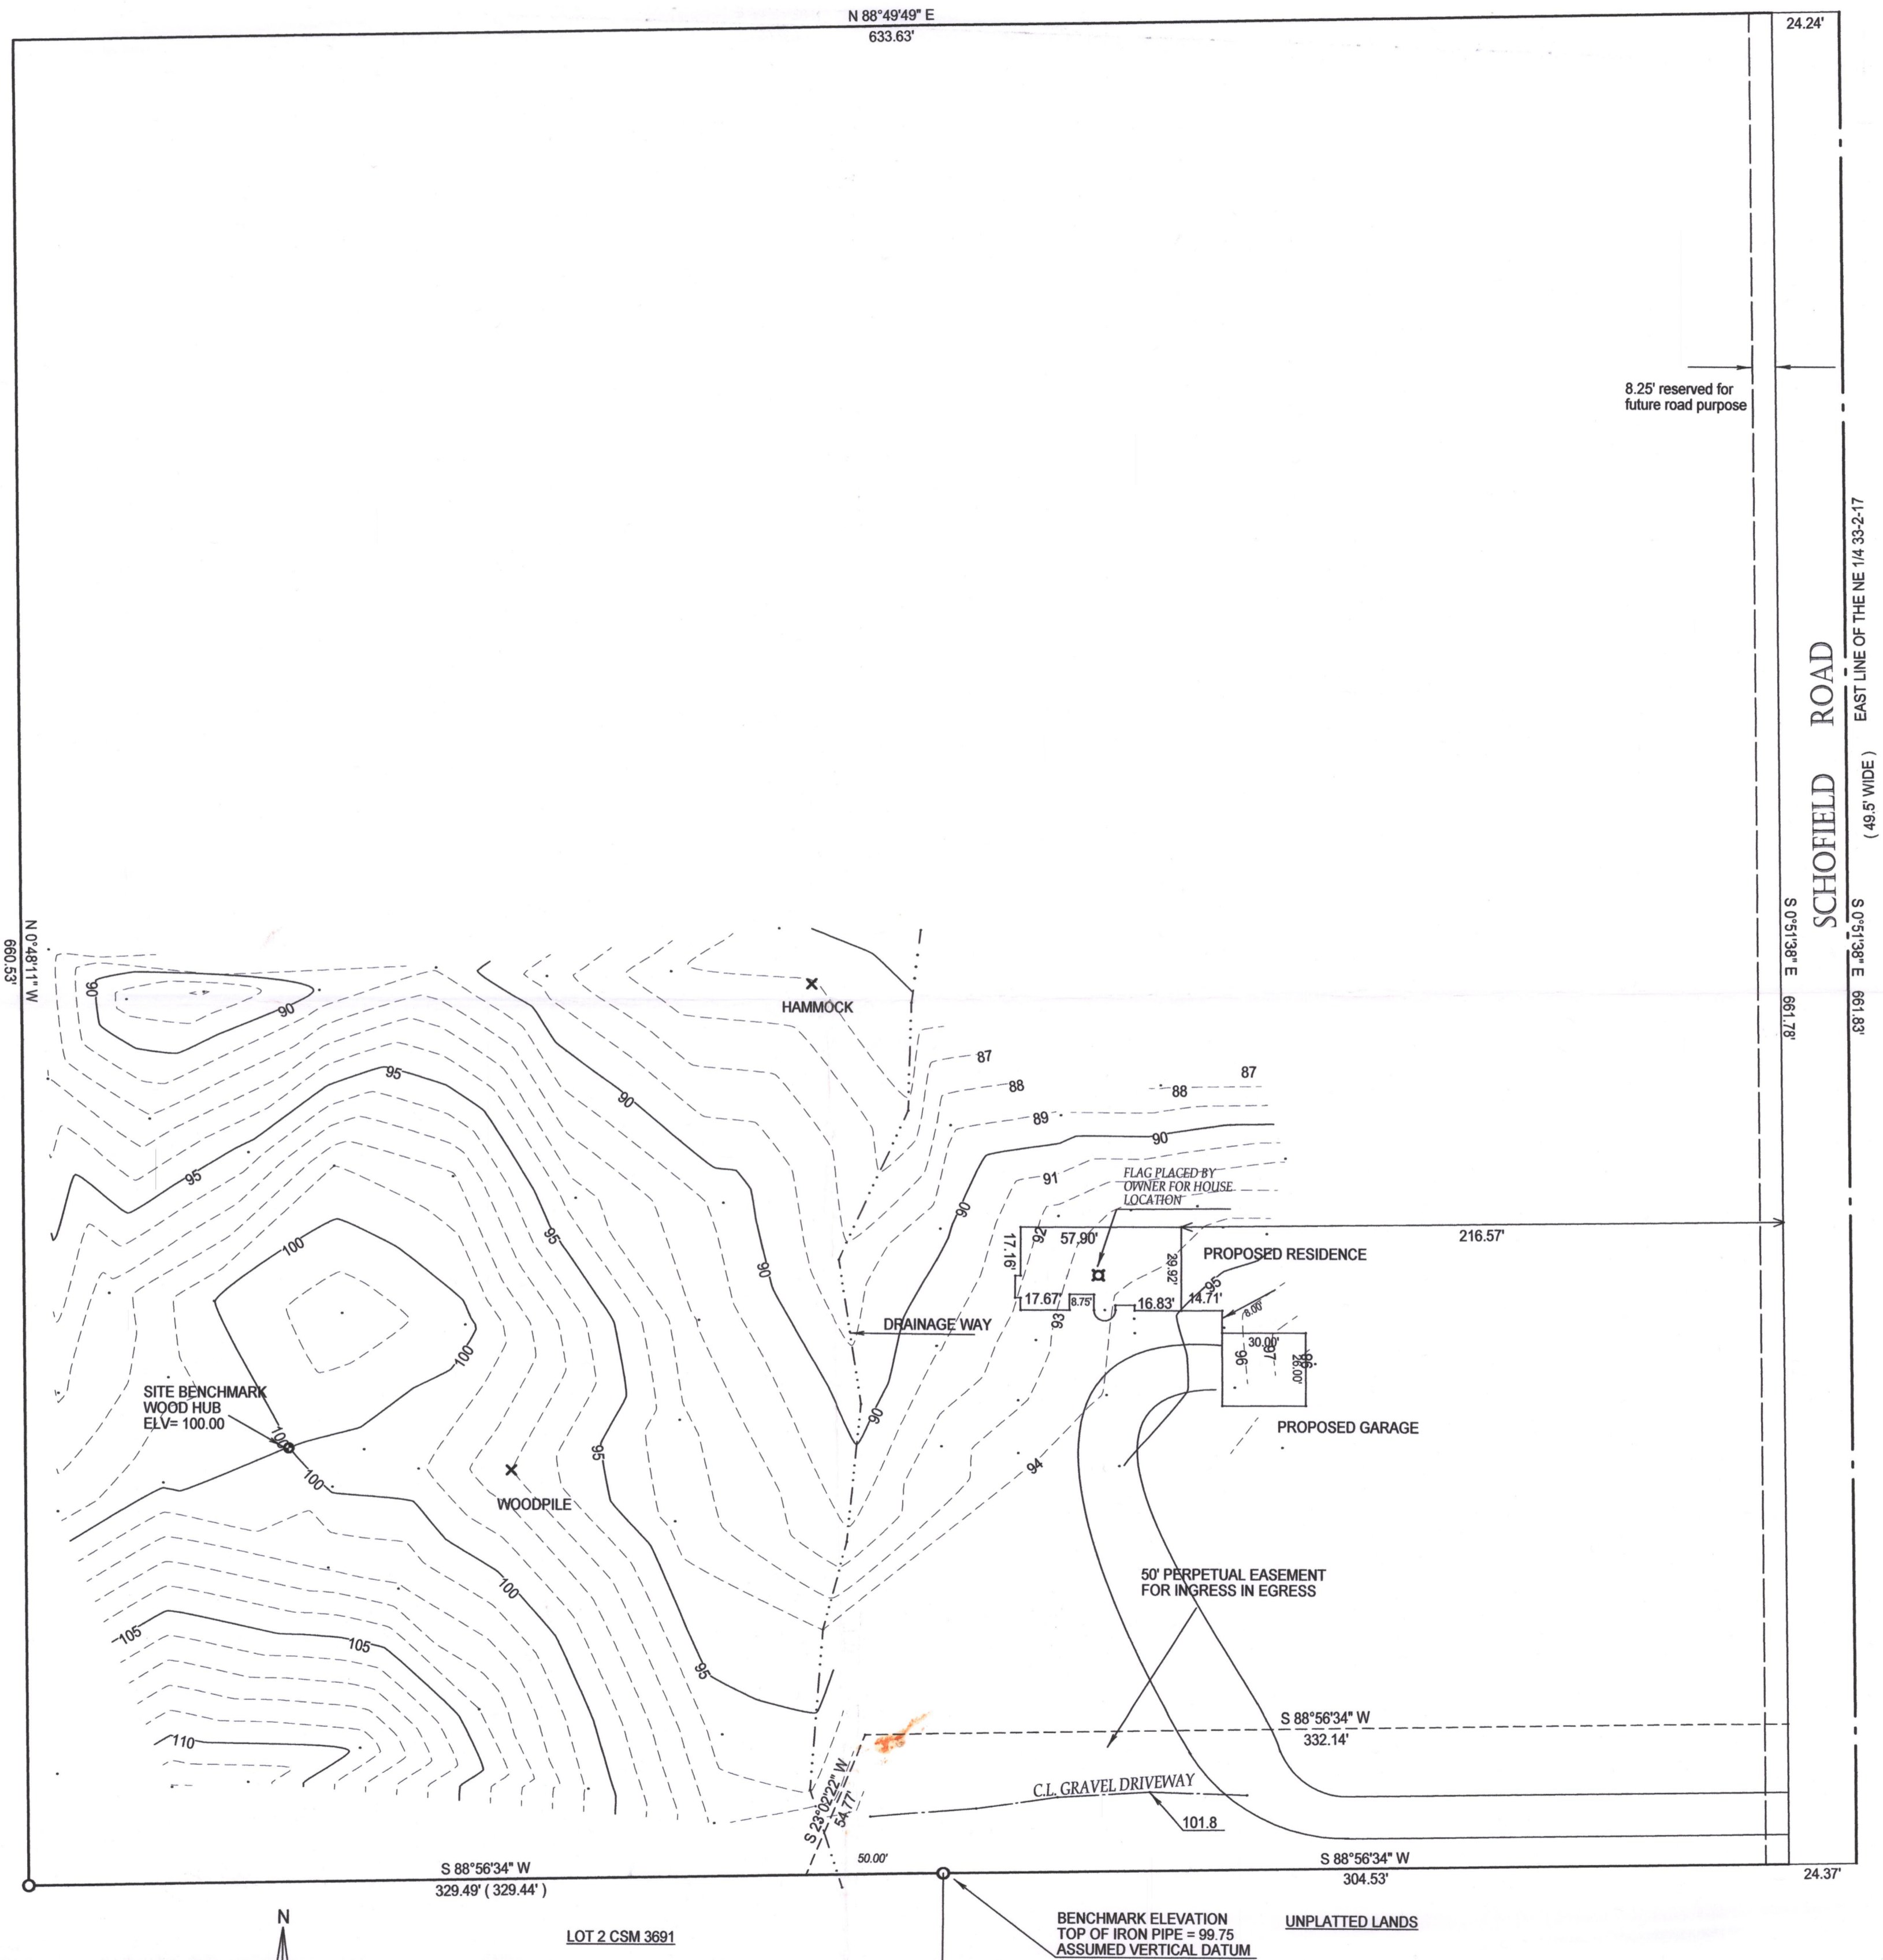 N 88°49'49" E
633.63'
24.24'
8.25' reserved for
future road purpose
EAST LINE OF THE NE 1/4 33-2-17
SCHOFIELD ROAD
( 49.5' WIDE )
S 0°51'38" E 661.78'
S 0°51'38" E 661.83'
N 0°48'11" W
660.53'
HAMMOCK
90
90
87
87
88
88
89
95
90
90
91
95
FLAG PLACED BY
OWNER FOR HOUSE
LOCATION
90
92
57.90'
216.57'
17.16'
29.92'
PROPOSED RESIDENCE
95
100
90
95
17.67'
8.75'
16.83'
14.71'
8.00'
93
DRAINAGE WAY
30.00'
96
97
98
26.00'
100
SITE BENCHMARK
WOOD HUB
ELV= 100.00
90
PROPOSED GARAGE
100
95
94
100
WOODPILE
50' PERPETUAL EASEMENT
FOR INGRESS IN EGRESS
100
105
105
95
S 88°56'34" W
332.14'
110
S 23°02'22" W
54.77'
C.L. GRAVEL DRIVEWAY
101.8
S 88°56'34" W
329.49' ( 329.44' )
50.00'
S 88°56'34" W
304.53'
24.37'
N
LOT 2 CSM 3691
BENCHMARK ELEVATION
TOP OF IRON PIPE = 99.75
ASSUMED VERTICAL DATUM
UNPLATTED LANDS